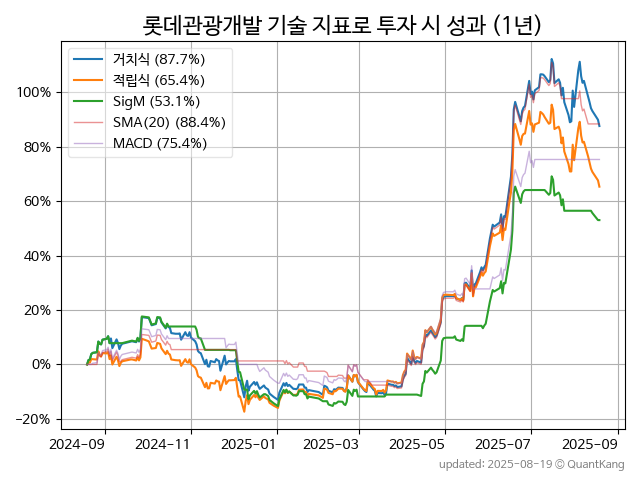 롯데관광개발 기술 지표로 투자 시 성과 (1년)
거치식 (87.7%)
적립식 (65.4%)
SigM (53.1%)
SMA(20) (88.4%)
MACD (75.4%)
100%
80%
60%
40%
20%
0%
−20%
2024-09 2024-11 2025-01 2025-03 2025-05 2025-07 2025-09
updated: 2025-08-19 © QuantKang